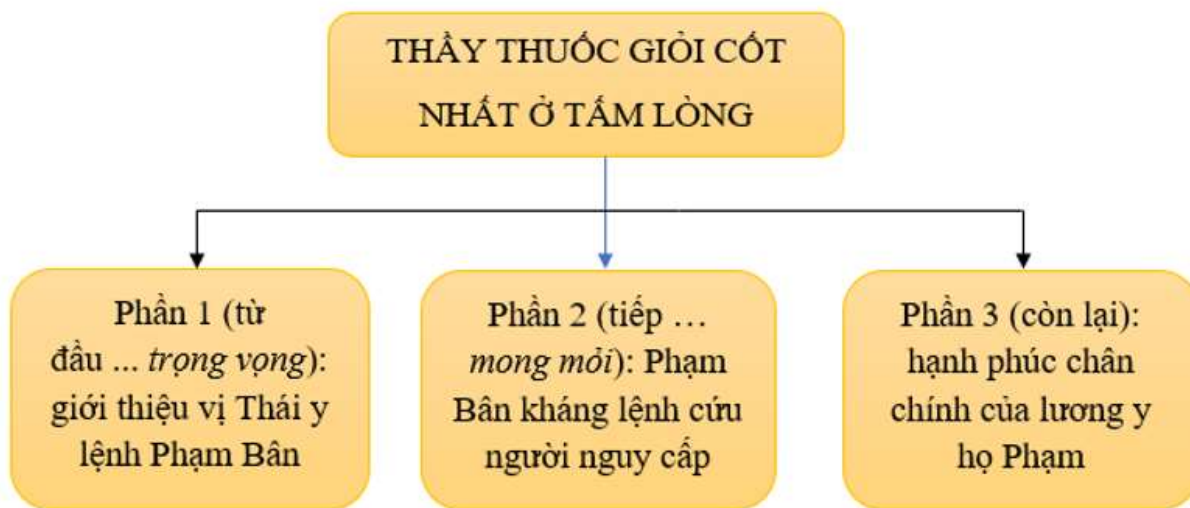 THẦY THUỐC GIỎI CỐT
NHẤT Ở TẤM LÒNG
Phần 1 (từ
đầu ... trọng vọng):
giới thiệu vị Thái y
lệnh Phạm Bân
Phần 2 (tiếp …
mong mỏi): Phạm
Bân kháng lệnh cứu
người nguy cấp
Phần 3 (còn lại):
hạnh phúc chân
chính của lương y
họ Phạm